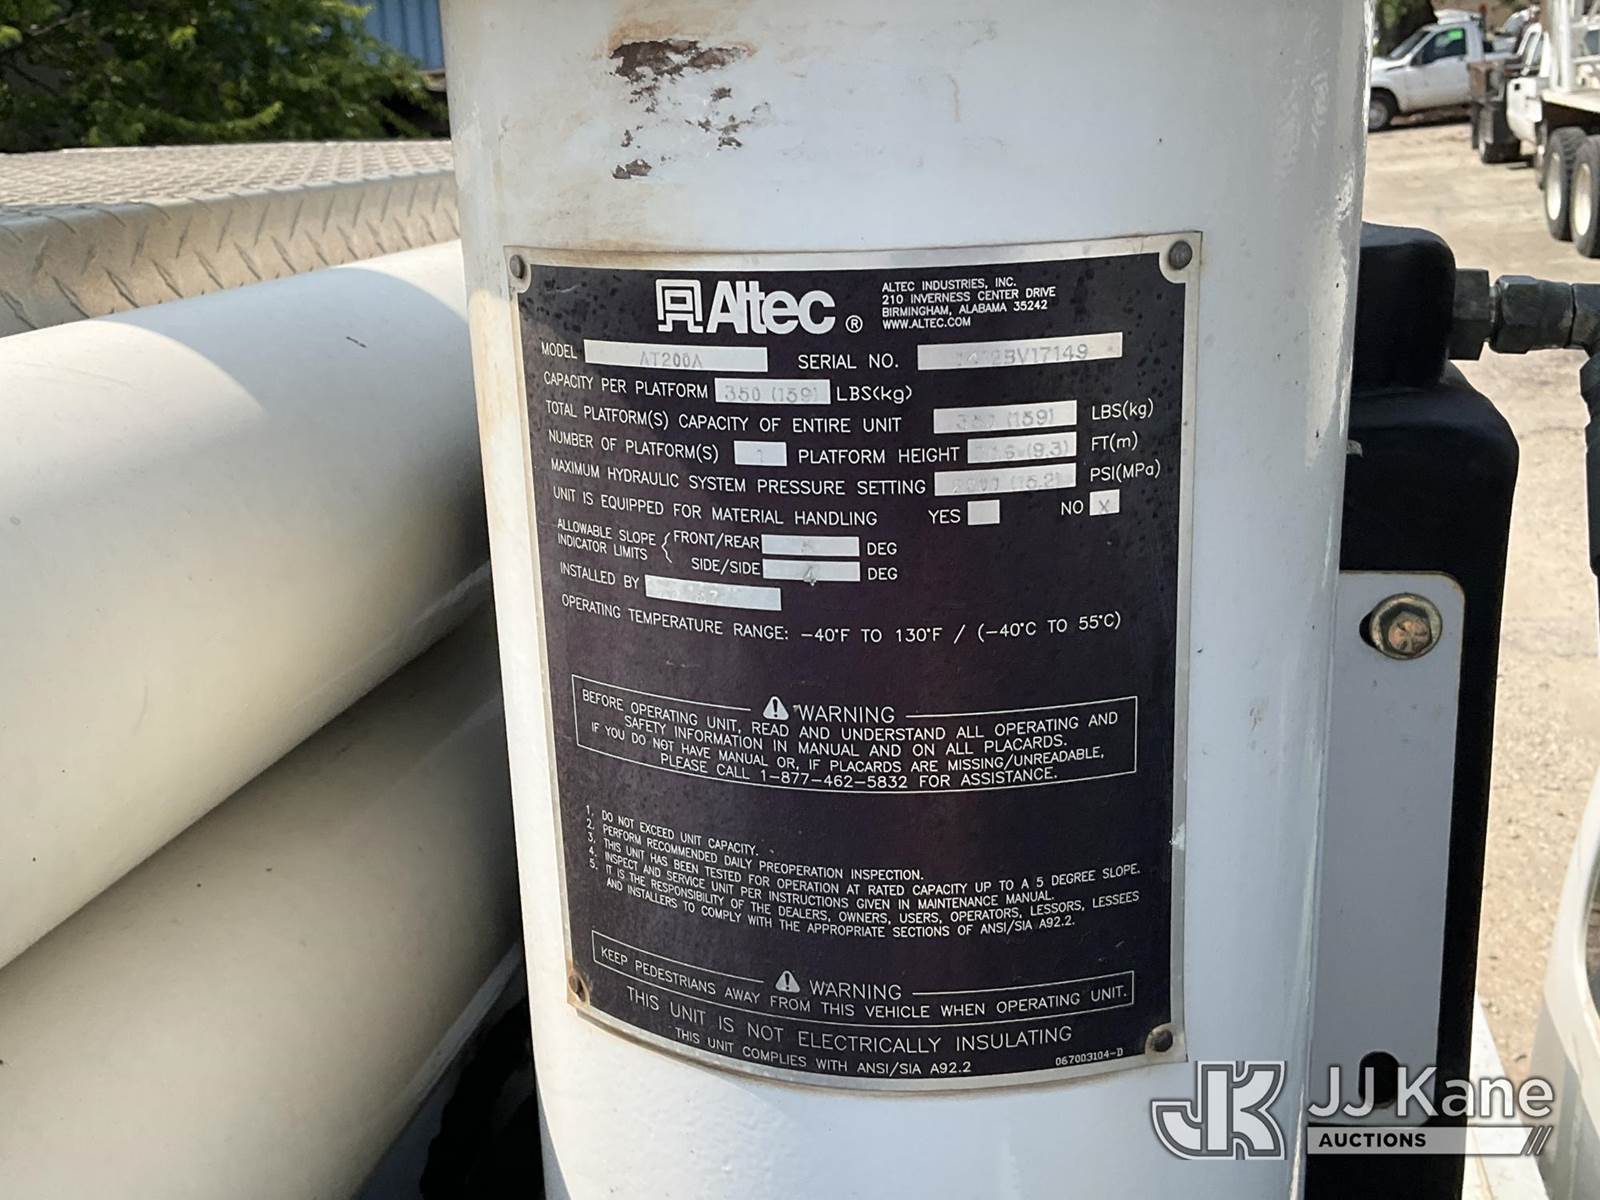 Altec ®
ALTEC INDUSTRIES, INC.
210 INVERNESS CENTER DRIVE
BIRMINGHAM, ALABAMA 35242
WWW.ALTEC.COM
MODEL AT200A SERIAL NO.
CAPACITY PER PLATFORM 350 (159) LBS(kg)
TOTAL PLATFORM(S) CAPACITY OF ENTIRE UNIT 350 (159) LBS(kg)
NUMBER OF PLATFORM(S) 1 PLATFORM HEIGHT (9.3) FT(m)
MAXIMUM HYDRAULIC SYSTEM PRESSURE SETTING (15.2) PSI(MPa)
UNIT IS EQUIPPED FOR MATERIAL HANDLING YES NO X
ALLOWABLE SLOPE
INDICATOR LIMITS
FRONT/REAR DEG
SIDE/SIDE 4 DEG
INSTALLED BY
OPERATING TEMPERATURE RANGE: -40°F TO 130°F / (-40°C TO 55°C)
WARNING
BEFORE OPERATING UNIT, READ AND UNDERSTAND ALL OPERATING AND
SAFETY INFORMATION IN MANUAL AND ON ALL PLACARDS.
IF YOU DO NOT HAVE MANUAL OR, IF PLACARDS ARE MISSING/UNREADABLE,
PLEASE CALL 1-877-462-5832 FOR ASSISTANCE.
1. DO NOT EXCEED UNIT CAPACITY.
2. PERFORM RECOMMENDED DAILY PREOPERATION INSPECTION.
3. THIS UNIT HAS BEEN TESTED FOR OPERATION AT RATED CAPACITY UP TO A 5 DEGREE SLOPE.
4. INSPECT AND SERVICE UNIT PER INSTRUCTIONS GIVEN IN MAINTENANCE MANUAL.
5. IT IS THE RESPONSIBILITY OF THE DEALERS, OWNERS, USERS, OPERATORS, LESSORS, LESSEES
AND INSTALLERS TO COMPLY WITH THE APPROPRIATE SECTIONS OF ANSI/SIA A92.2.
WARNING
KEEP PEDESTRIANS AWAY FROM THIS VEHICLE WHEN OPERATING UNIT.
THIS UNIT IS NOT ELECTRICALLY INSULATING
THIS UNIT COMPLIES WITH ANSI/SIA A92.2
067003104-D
JK JJ Kane
AUCTIONS